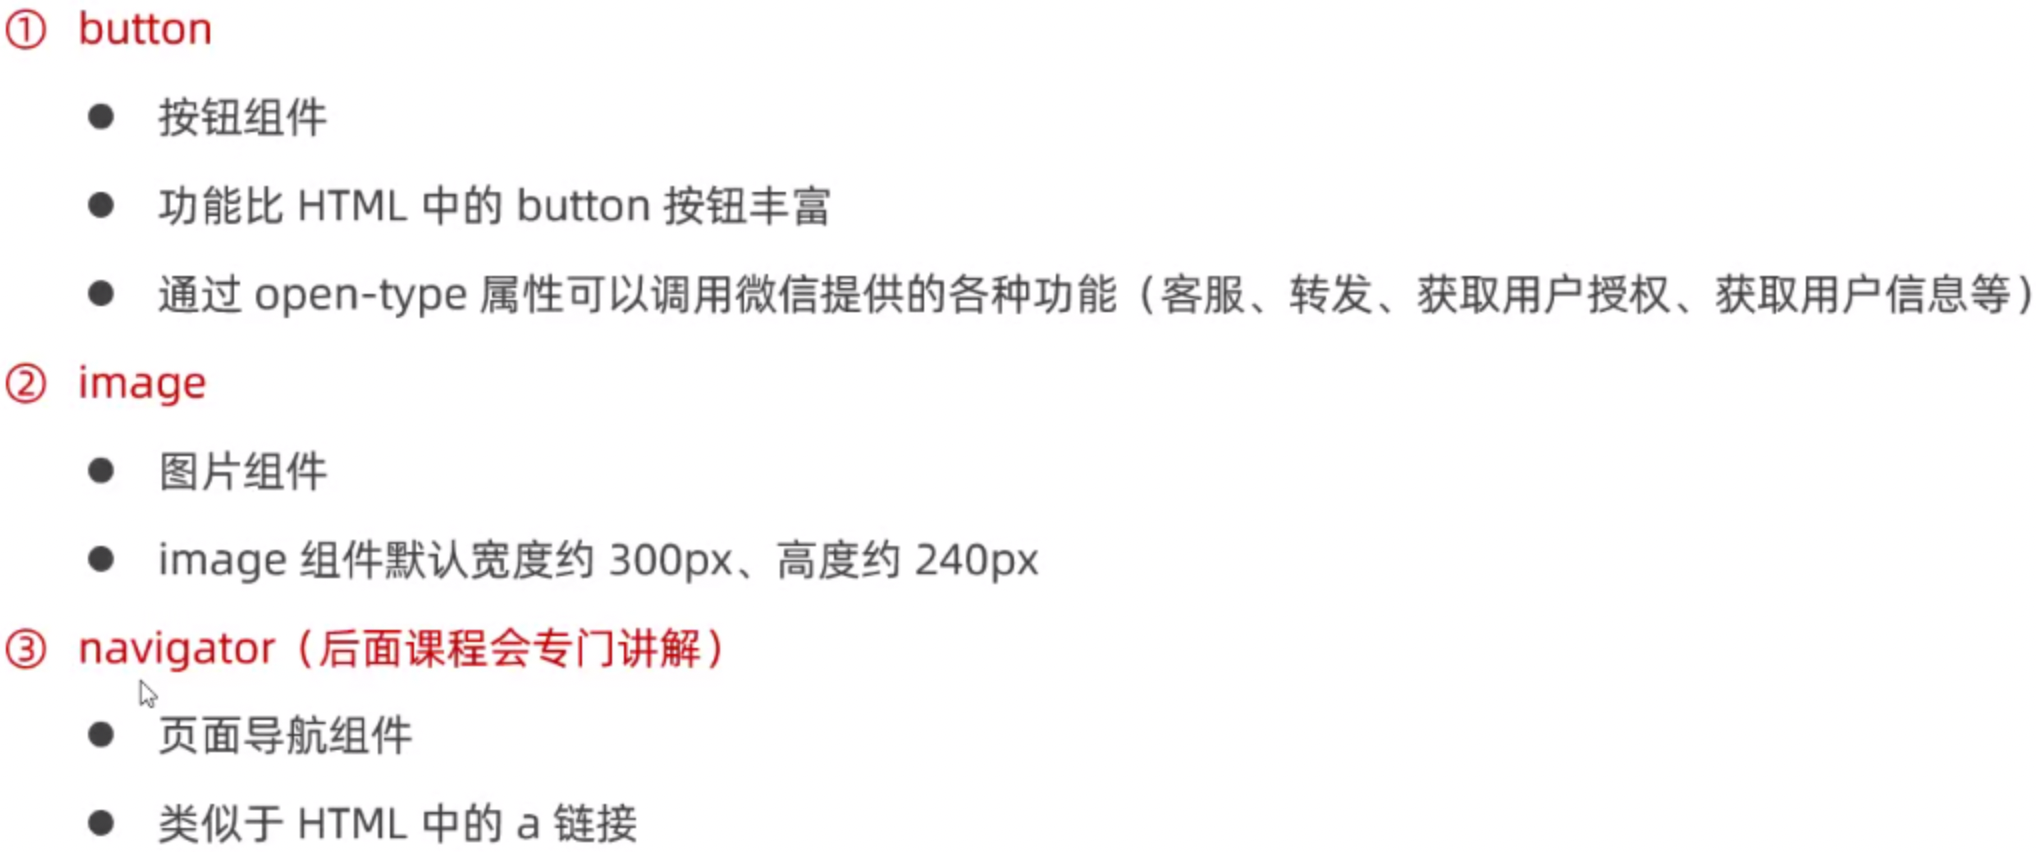 ① button
● 按钮组件
● 功能比 HTML 中的 button 按钮丰富
● 通过 open-type 属性可以调用微信提供的各种功能（客服、转发、获取用户授权、获取用户信息等）
② image
● 图片组件
● image 组件默认宽度约 300px、高度约 240px
③ navigator（后面课程会专门讲解）
● 页面导航组件
● 类似于 HTML 中的 a 链接